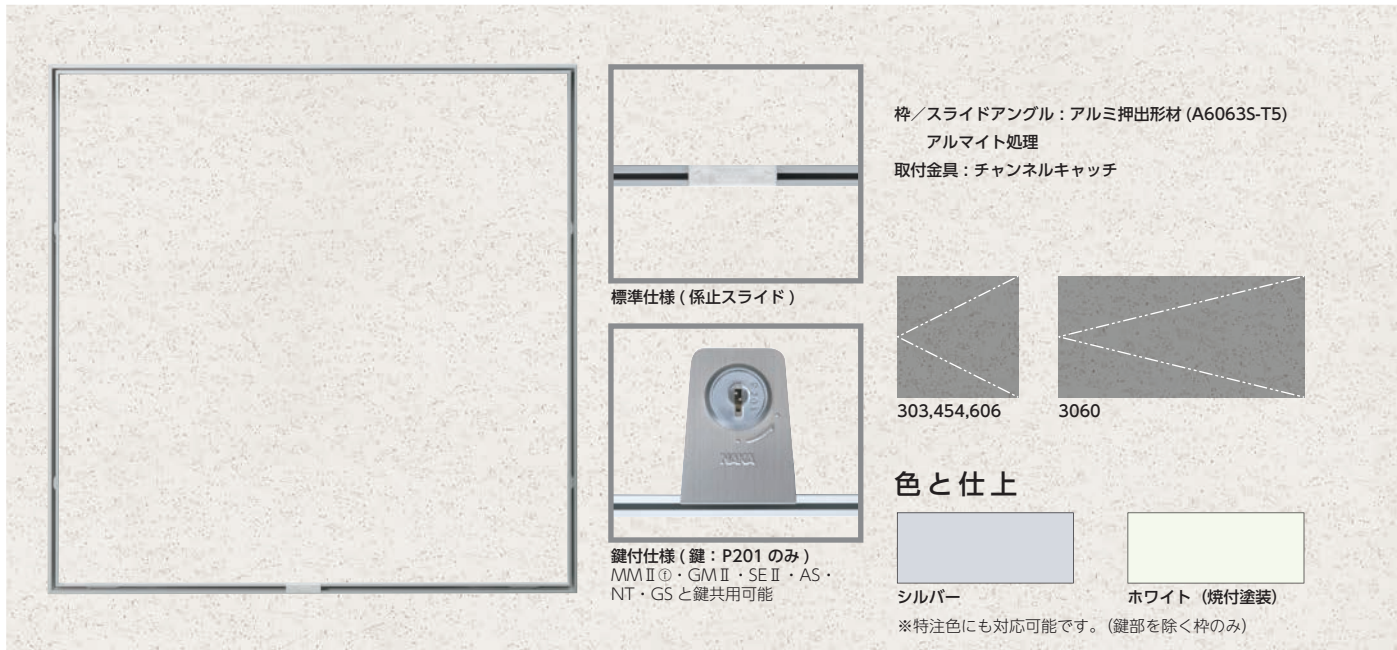 枠／スライドアングル：アルミ押出形材 (A6063S-T5)
アルマイト処理
取付金具：チャンネルキャッチ
標準仕様 ( 係止スライド )
303,454,606
3060
NAKA
鍵付仕様 ( 鍵：P201 のみ )
MMⅡⓕ・GMⅡ・SEⅡ・AS・
NT・GS と鍵共用可能
色と仕上
シルバー
ホワイト（焼付塗装）
※特注色にも対応可能です。（鍵部を除く枠のみ）